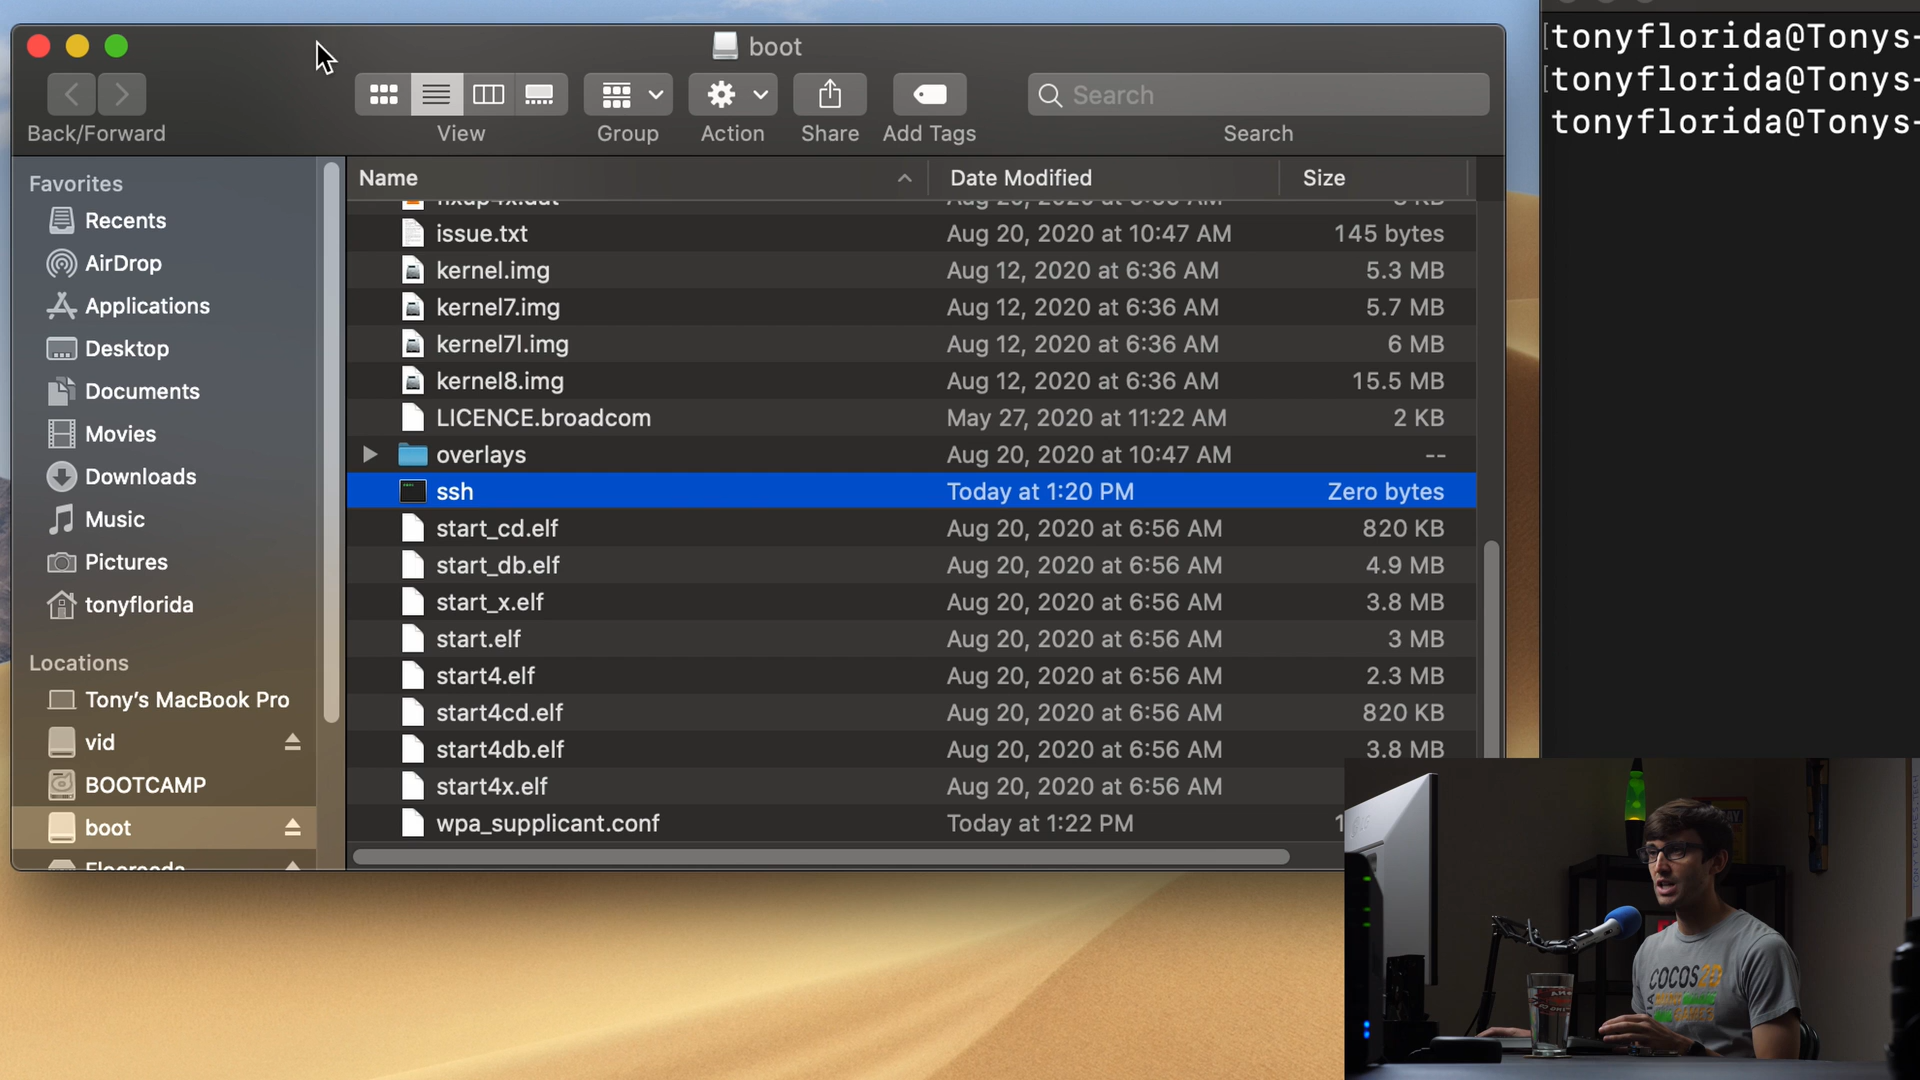 boot
Back/Forward
View
Group
Action
Share
Add Tags
Search
Search
Favorites
Recents
AirDrop
Applications
Desktop
Documents
Movies
Downloads
Music
Pictures
tonyflorida
Locations
Tony's MacBook Pro
vid
BOOTCAMP
boot
Name Date Modified Size
issue.txt Aug 20, 2020 at 10:47 AM 145 bytes
kernel.img Aug 12, 2020 at 6:36 AM 5.3 MB
kernel7.img Aug 12, 2020 at 6:36 AM 5.7 MB
kernel7l.img Aug 12, 2020 at 6:36 AM 6 MB
kernel8.img Aug 12, 2020 at 6:36 AM 15.5 MB
LICENCE.broadcom May 27, 2020 at 11:22 AM 2 KB
overlays Aug 20, 2020 at 10:47 AM --
ssh Today at 1:20 PM Zero bytes
start_cd.elf Aug 20, 2020 at 6:56 AM 820 KB
start_db.elf Aug 20, 2020 at 6:56 AM 4.9 MB
start_x.elf Aug 20, 2020 at 6:56 AM 3.8 MB
start.elf Aug 20, 2020 at 6:56 AM 3 MB
start4.elf Aug 20, 2020 at 6:56 AM 2.3 MB
start4cd.elf Aug 20, 2020 at 6:56 AM 820 KB
start4db.elf Aug 20, 2020 at 6:56 AM 3.8 MB
start4x.elf Aug 20, 2020 at 6:56 AM
wpa_supplicant.conf Today at 1:22 PM 1
[tonyflorida@Tonys-
[tonyflorida@Tonys-
tonyflorida@Tonys-
COCOS2D